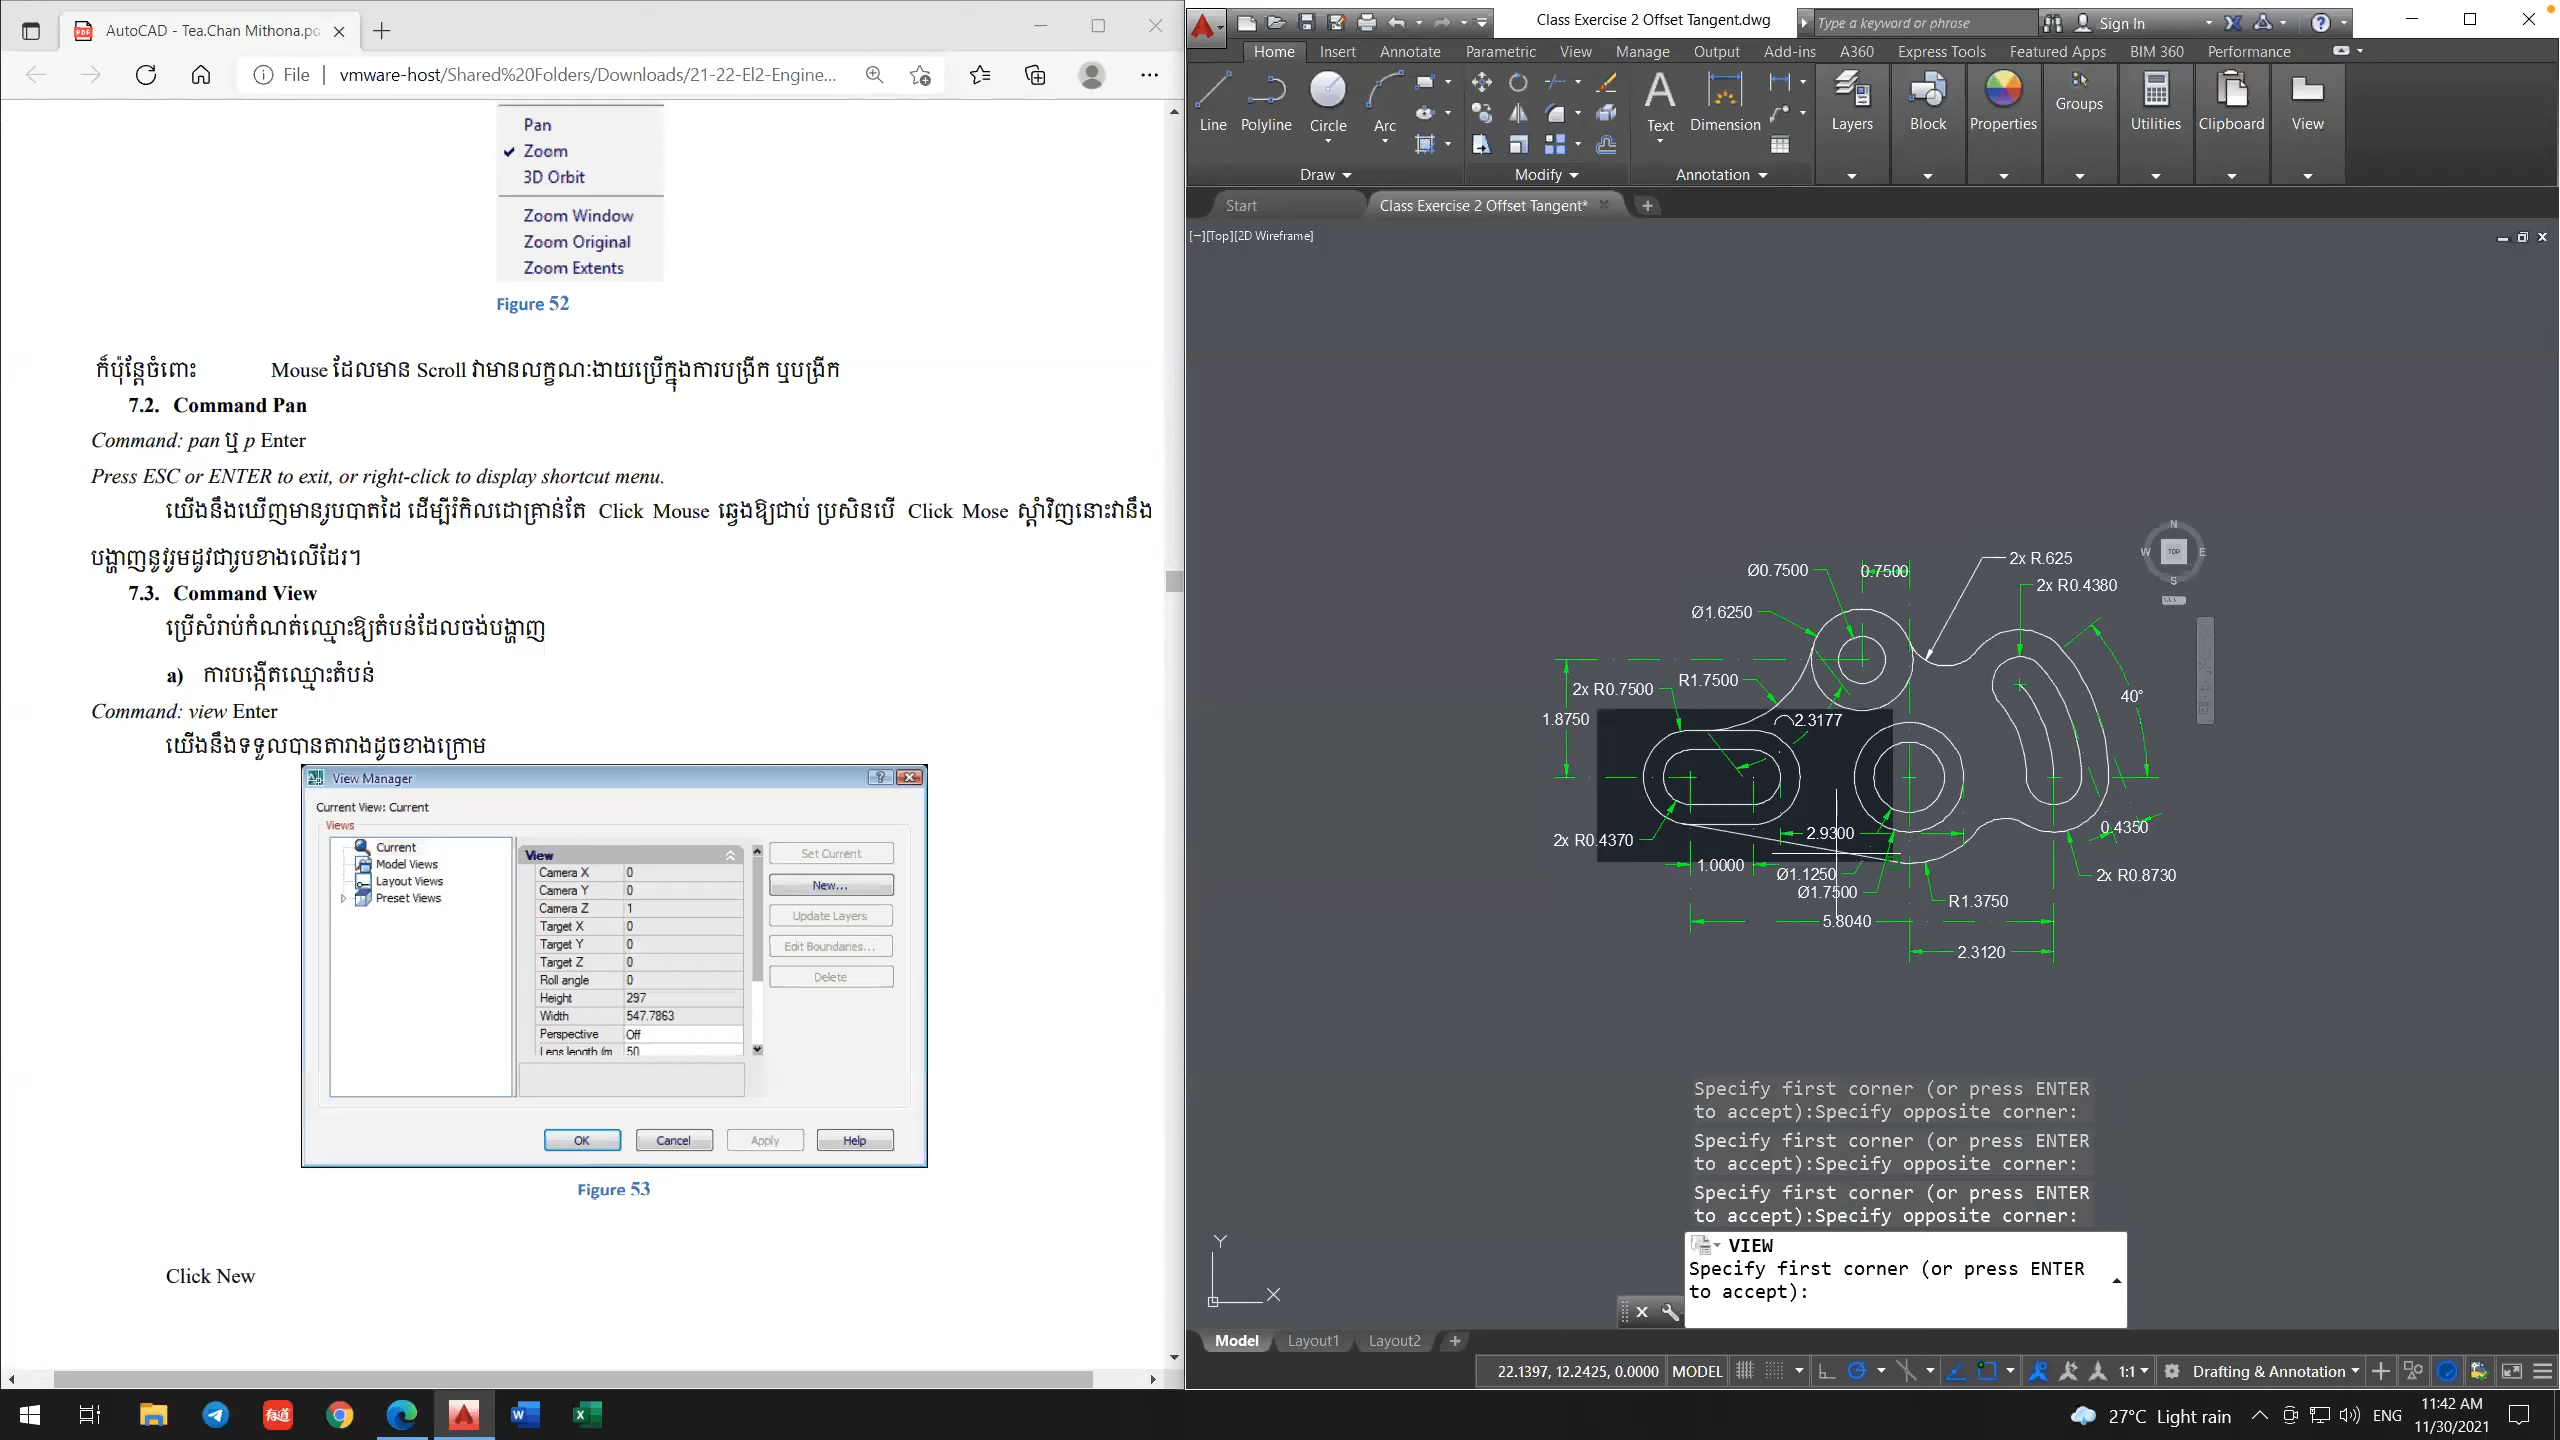 AutoCAD - Tea.Chan Mithona.pd
File
vmware-host/Shared%20Folders/Downloads/21-22-El2-Engine...
Pan
Zoom
3D Orbit
Zoom Window
Zoom Original
Zoom Extents
Figure 52
ក៏ប៉ុន្តែចំពោះ Mouse ដែលមាន Scroll វាមានលក្ខណៈងាយប្រើក្នុងការបង្រីក ឬបង្រីក
7.2. Command Pan
Command: pan ឬ p Enter
Press ESC or ENTER to exit, or right-click to display shortcut menu.
យើងនឹងឃើញមានរូបបាតដៃ ដើម្បីរំកិលដោគ្រាន់តែ Click Mouse ឆ្វេងឱ្យជាប់ ប្រសិនបើ Click Mose ស្តាំវិញនោះវានឹង
បង្ហាញនូវរូមដូវជារូបខាងលើដែរ។
7.3. Command View
ប្រើសំរាប់កំណត់ឈ្មោះឱ្យតំបន់ដែលចង់បង្ហាញ
a) ការបង្កើតឈ្មោះតំបន់
Command: view Enter
យើងនឹងទទួលបានតារាងដូចខាងក្រោម
View Manager
Current View: Current
Views
Current
Model Views
Layout Views
Preset Views
View
Camera X 0
Camera Y 0
Camera Z 1
Target X 0
Target Y 0
Target Z 0
Roll angle 0
Height 297
Width 547.7863
Perspective Off
Lens length (m 50
Set Current
New...
Update Layers
Edit Boundaries...
Delete
OK
Cancel
Apply
Help
Figure 53
Click New
Class Exercise 2 Offset Tangent.dwg
Type a keyword or phrase
Sign In
Home
Insert
Annotate
Parametric
View
Manage
Output
Add-ins
A360
Express Tools
Featured Apps
BIM 360
Performance
Line
Polyline
Circle
Arc
Text
Dimension
Layers
Block
Properties
Groups
Utilities
Clipboard
View
Draw
Modify
Annotation
Start
Class Exercise 2 Offset Tangent*
[−][Top][2D Wireframe]
N
W
TOP
E
S
2x R.625
Ø0.7500
0.7500
2x R0.4380
Ø1.6250
R1.7500
2x R0.7500
40°
1.8750
2.3177
2.9300
0.4350
2x R0.4370
1.0000
Ø1.1250
2x R0.8730
Ø1.7500
R1.3750
5.8040
2.3120
Specify first corner (or press ENTER
to accept):Specify opposite corner:
Specify first corner (or press ENTER
to accept):Specify opposite corner:
Specify first corner (or press ENTER
to accept):Specify opposite corner:
VIEW
Specify first corner (or press ENTER
to accept):
Y
X
Model
Layout1
Layout2
22.1397, 12.2425, 0.0000
MODEL
1:1
Drafting & Annotation
27°C Light rain
ENG
11:42 AM
11/30/2021